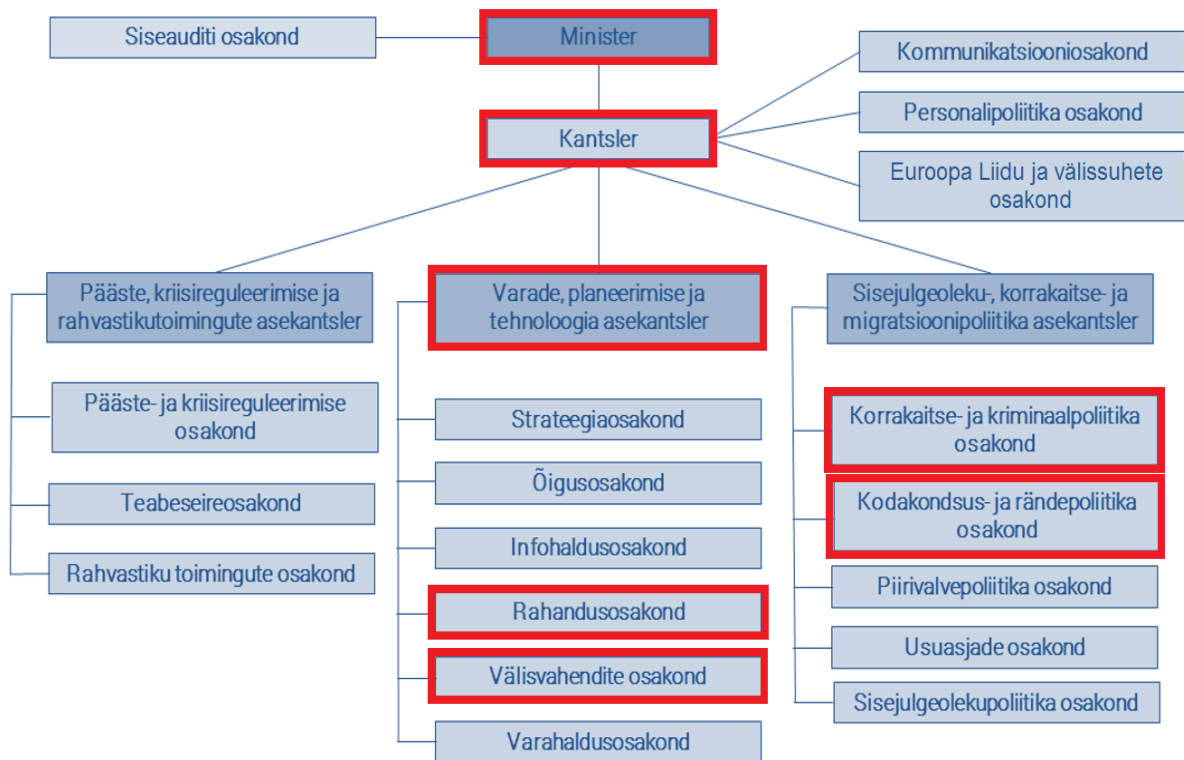 Siseauditi osakond
Minister
Kommunikatsiooniosakond
Personalipoliitika osakond
Kantsler
Euroopa Liidu ja välissuhete
osakond
Pääste, kriisireguleerimise ja
rahvastikutoimingute asekantsler
Pääste- ja kriisireguleerimise
osakond
Teabeseireosakond
Rahvastiku toimingute osakond
Varade, planeerimise ja
tehnoloogia asekantsler
Strateegiaosakond
Õigusosakond
Infohaldusosakond
Rahandusosakond
Välisvahendite osakond
Varahaldusosakond
Sisejulgeoleku-, korrakaitse- ja
migratsioonipoliitika asekantsler
Korrakaitse- ja kriminaalpoliitika
osakond
Kodakondsus- ja rändepoliitika
osakond
Piirivalvepoliitika osakond
Usuasjade osakond
Sisejulgeolekupoliitika osakond